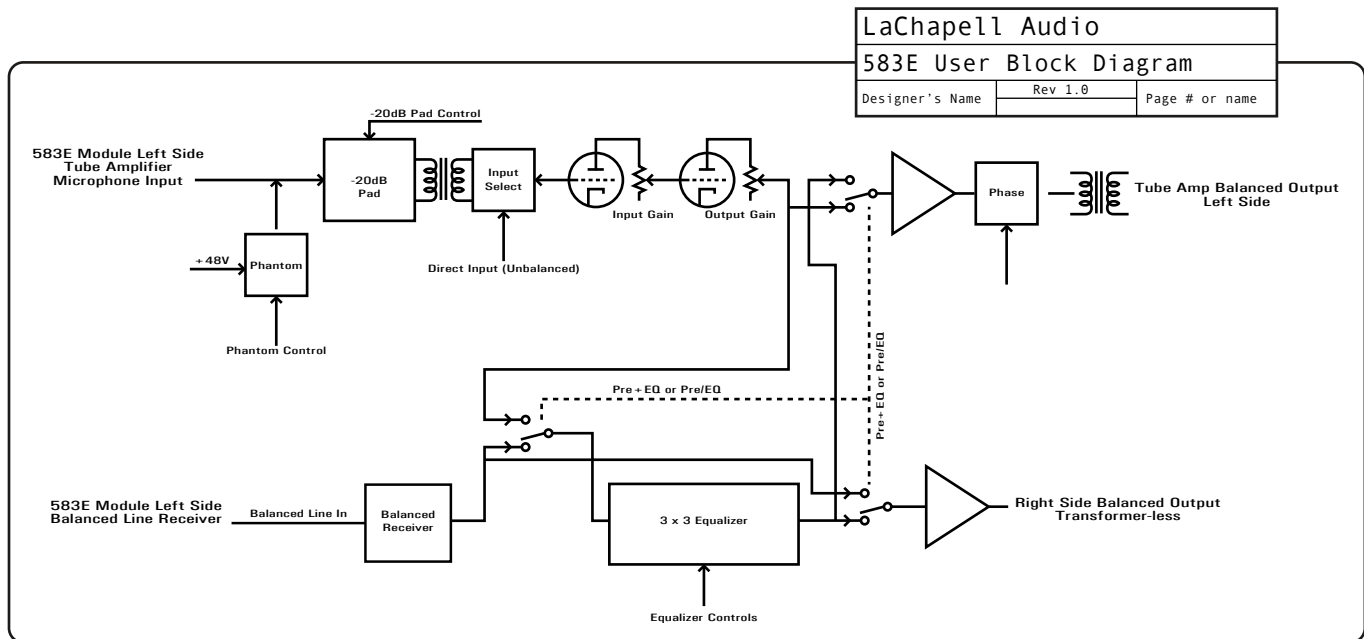 LaChapell Audio
583E User Block Diagram
Designer's Name
Rev 1.0
Page # or name
-20dB Pad Control
583E Module Left Side
Tube Amplifier
Microphone Input
-20dB
Pad
Input
Select
Input Gain
Output Gain
Phase
Tube Amp Balanced Output
Left Side
+48V
Phantom
Direct Input (Unbalanced)
Phantom Control
Pre+EQ or Pre/EQ
Pre+EQ or Pre/EQ
583E Module Left Side
Balanced Line Receiver
Balanced Line In
Balanced
Receiver
3 x 3 Equalizer
Right Side Balanced Output
Transformer-less
Equalizer Controls